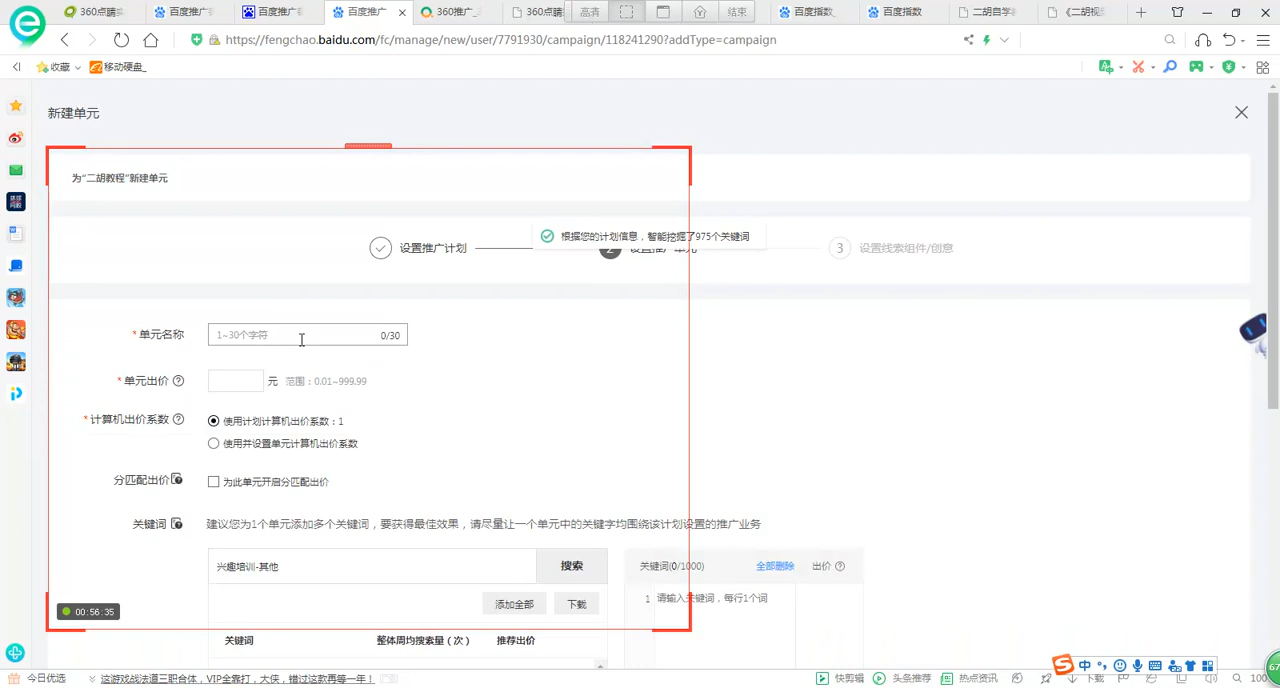 360点睛实
百度推广
百度推广
百度推广
360推广_
360点睛
高清
结束
百度指数_
百度指数
二胡自学
《二胡视
https://fengchao.baidu.com/fc/manage/new/user/7791930/campaign/118241290?addType=campaign
收藏
移动硬盘_
新建单元
为“二胡教程”新建单元
根据您的计划信息，智能挖掘了975个关键词
设置推广计划
2
设置推广单元
3
设置线索组件/创意
*单元名称
1~30个字符
0/30
*单元出价
元
范围：0.01~999.99
*计算机出价系数
使用计划计算机出价系数：1
使用并设置单元计算机出价系数
分匹配出价
为此单元开启分匹配出价
关键词
建议您为1个单元添加多个关键词，要获得最佳效果，请尽量让一个单元中的关键字均围绕该计划设置的推广业务
兴趣培训-其他
搜索
关键词(0/1000)
全部删除
出价
添加全部
下载
1
请输入关键词，每行1个词
00:56:35
关键词
整体周均搜索量（次）
推荐出价
中
67
今日优选
这游戏战法道三职合体，VIP全靠打，大侠，错过这款再等一年！
快剪辑
头条推荐
热点资讯
下载
100